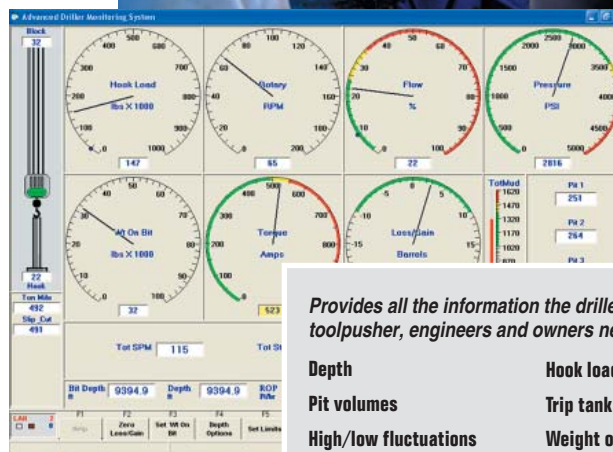 Advanced Driller Monitoring System
Block
32
Hook Load
lbs X 1000
147
Rotary
RPM
65
Flow
%
22
Pressure
PSI
2816
Wt On Bit
lbs X 1000
32
Torque
Amps
523
Loss/Gain
Barrels
TotMud
1620
1470
1320
1170
1020
870
Pit 1
251
Pit 2
264
Pit 3
22
Hook
Ton Mile
492
Slip_Cut
491
Tot SPM 115
Bit Depth ft 9394.9 Depth ft 9394.9 ROP
F1
Help
F2
Zero Loss/Gain
F3
Set Wt On Bit
F4
Depth Options
F5
Set Limits
Provides all the information the drille
toolpusher, engineers and owners ne
Depth Hook load
Pit volumes Trip tank
High/low fluctuations Weight o